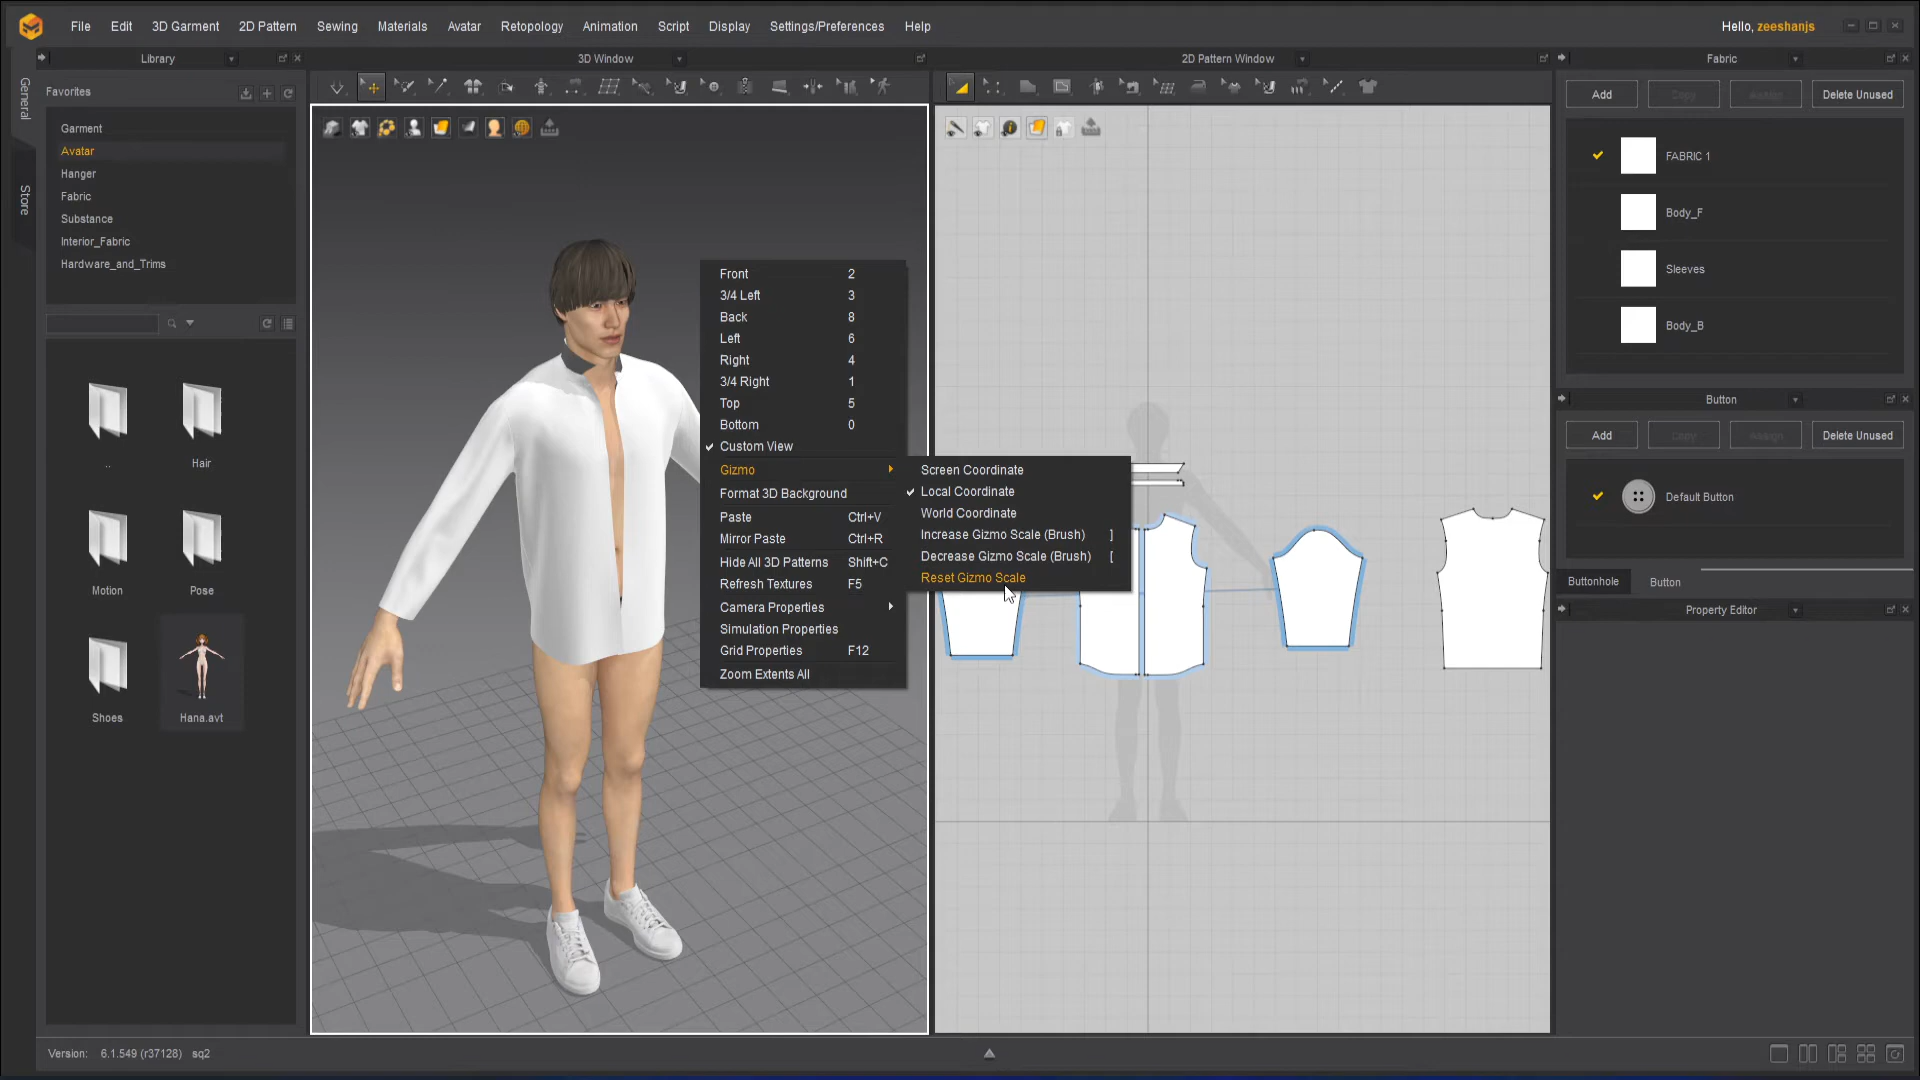 File Edit 3D Garment 2D Pattern Sewing Materials Avatar Retopology Animation Script Display Settings/Preferences Help
Hello, zeeshanjs
Library
3D Window
2D Pattern Window
Fabric
General
Store
Favorites
Garment
Avatar
Hanger
Fabric
Substance
Interior_Fabric
Hardware_and_Trims
..
Hair
Motion
Pose
Shoes
Hana.avt
Front 2
3/4 Left 3
Back 8
Left 6
Right 4
3/4 Right 1
Top 5
Bottom 0
Custom View
Gizmo
Format 3D Background
Paste Ctrl+V
Mirror Paste Ctrl+R
Hide All 3D Patterns Shift+C
Refresh Textures F5
Camera Properties
Simulation Properties
Grid Properties F12
Zoom Extents All
Screen Coordinate
Local Coordinate
World Coordinate
Increase Gizmo Scale (Brush) ]
Decrease Gizmo Scale (Brush) [
Reset Gizmo Scale
Add Copy Assign Delete Unused
FABRIC 1
Body_F
Sleeves
Body_B
Button
Add Copy Assign Delete Unused
Default Button
Buttonhole Button
Property Editor
Version: 6.1.549 (r37128) sq2